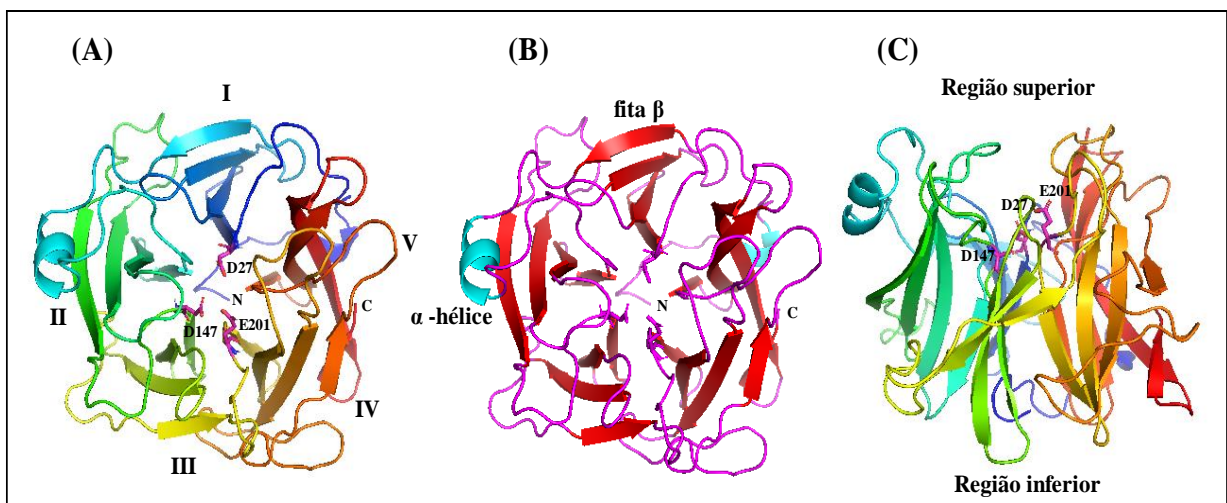 (A)
I
II
III
IV
V
D27
N
D147
E201
C
(B)
fita β
α -hélice
N
C
(C)
Região superior
E201
D27
D147
Região inferior